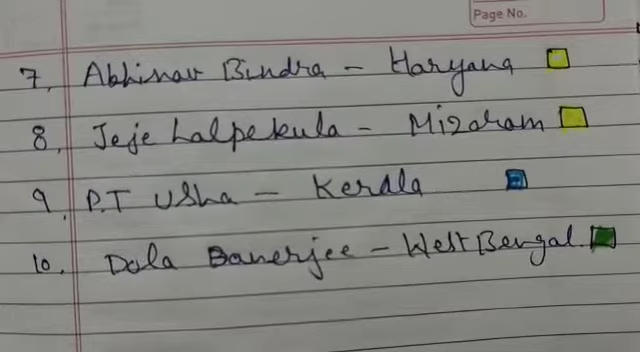 Page No.
7. Abhinav Bindra - Haryana
8. Jeje Lalpekula - Mizoram
9. P.T Usha - Kerala
10. Dola Banerjee - West Bengal.